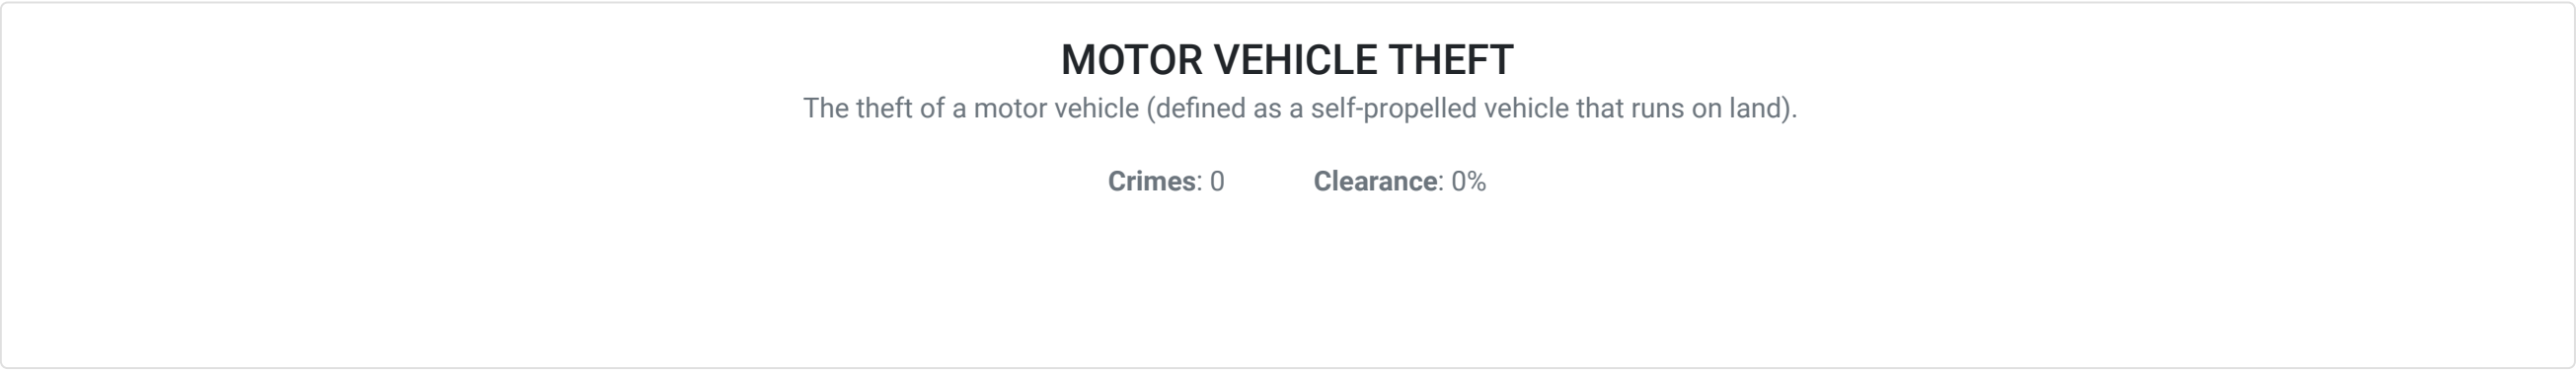 MOTOR VEHICLE THEFT
The theft of a motor vehicle (defined as a self-propelled vehicle that runs on land).
Crimes: 0 Clearance: 0%